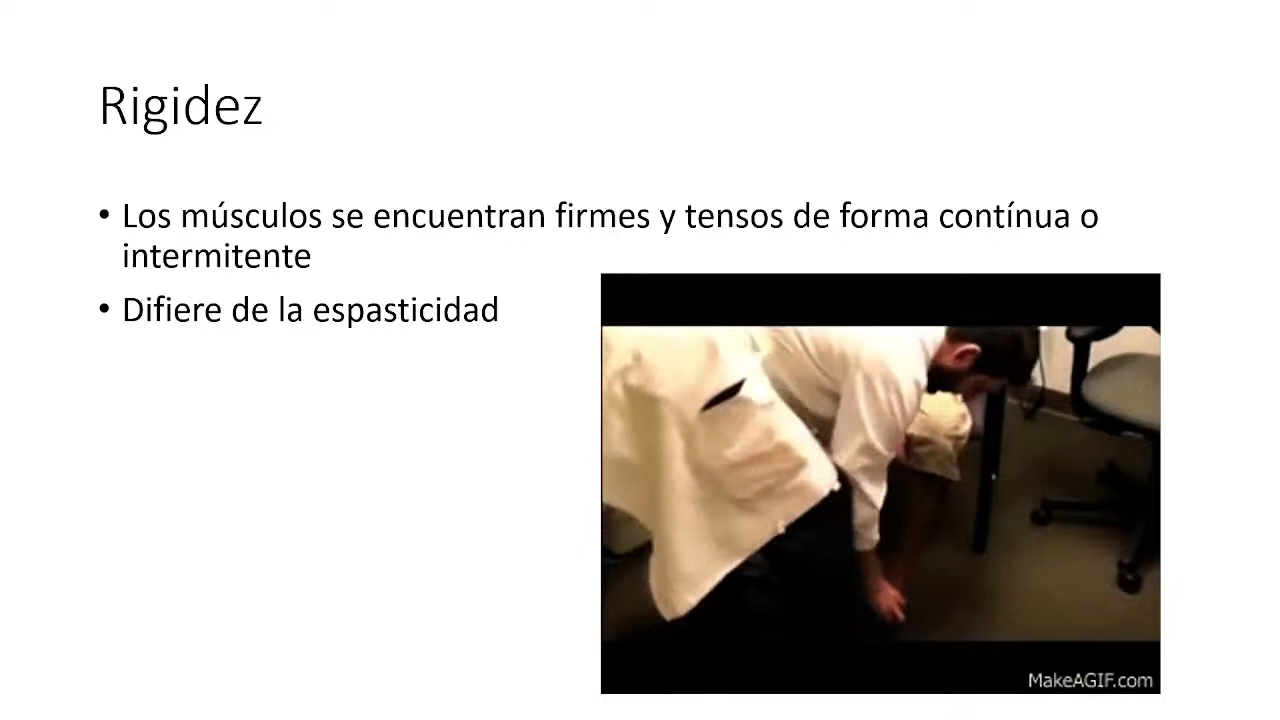 Rigidez
• Los músculos se encuentran firmes y tensos de forma contínua o
intermitente
• Difiere de la espasticidad
MakeAGIF.com